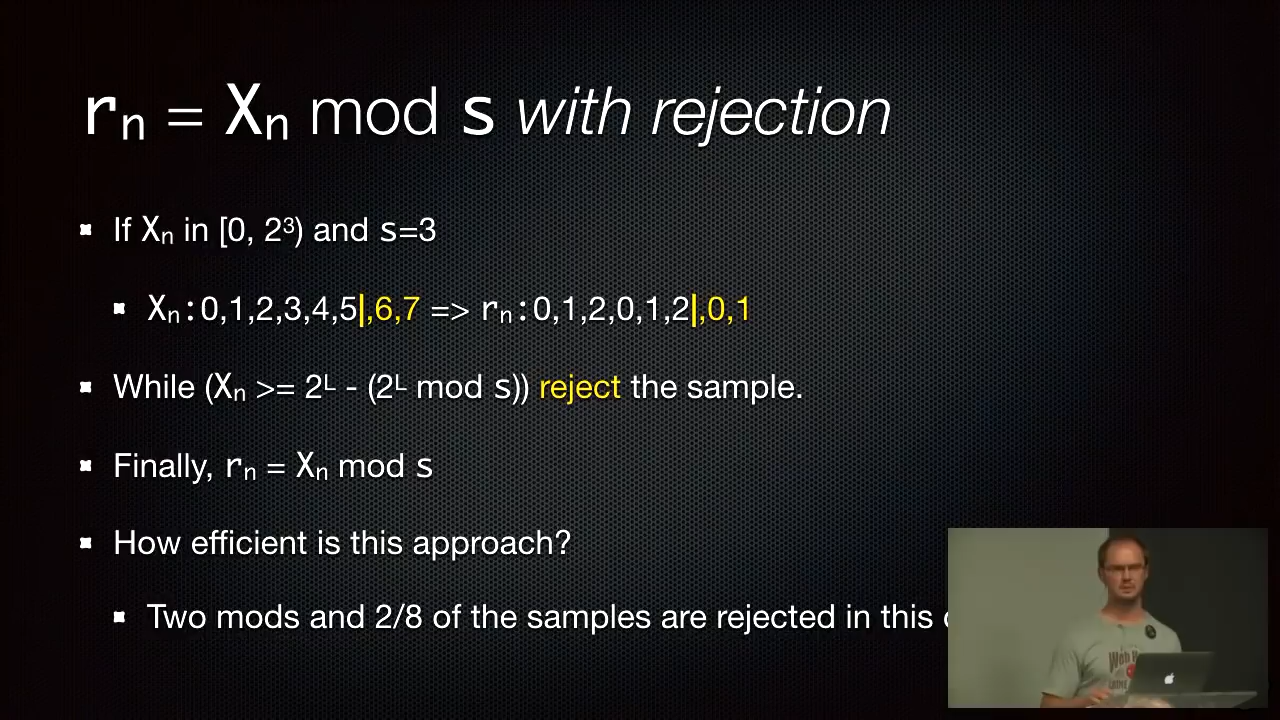 rₙ = Xₙ mod s with rejection
If Xₙ in [0, 2³) and s=3
Xₙ:0,1,2,3,4,5|,6,7 => rₙ:0,1,2,0,1,2|,0,1
While (Xₙ >= 2ᴸ - (2ᴸ mod s)) reject the sample.
Finally, rₙ = Xₙ mod s
How efficient is this approach?
Two mods and 2/8 of the samples are rejected in this